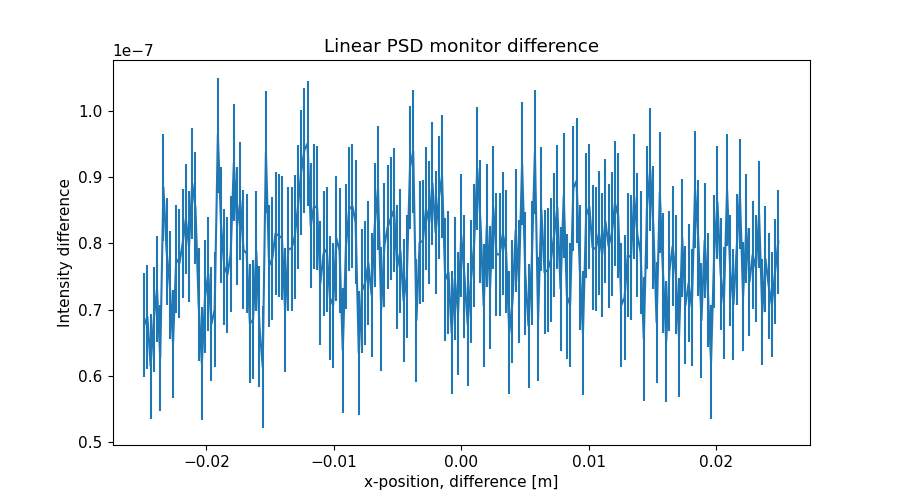 Linear PSD monitor difference
1e−7
1.0
0.9
0.8
0.7
0.6
0.5
Intensity difference
−0.02 −0.01 0.00 0.01 0.02
x-position, difference [m]